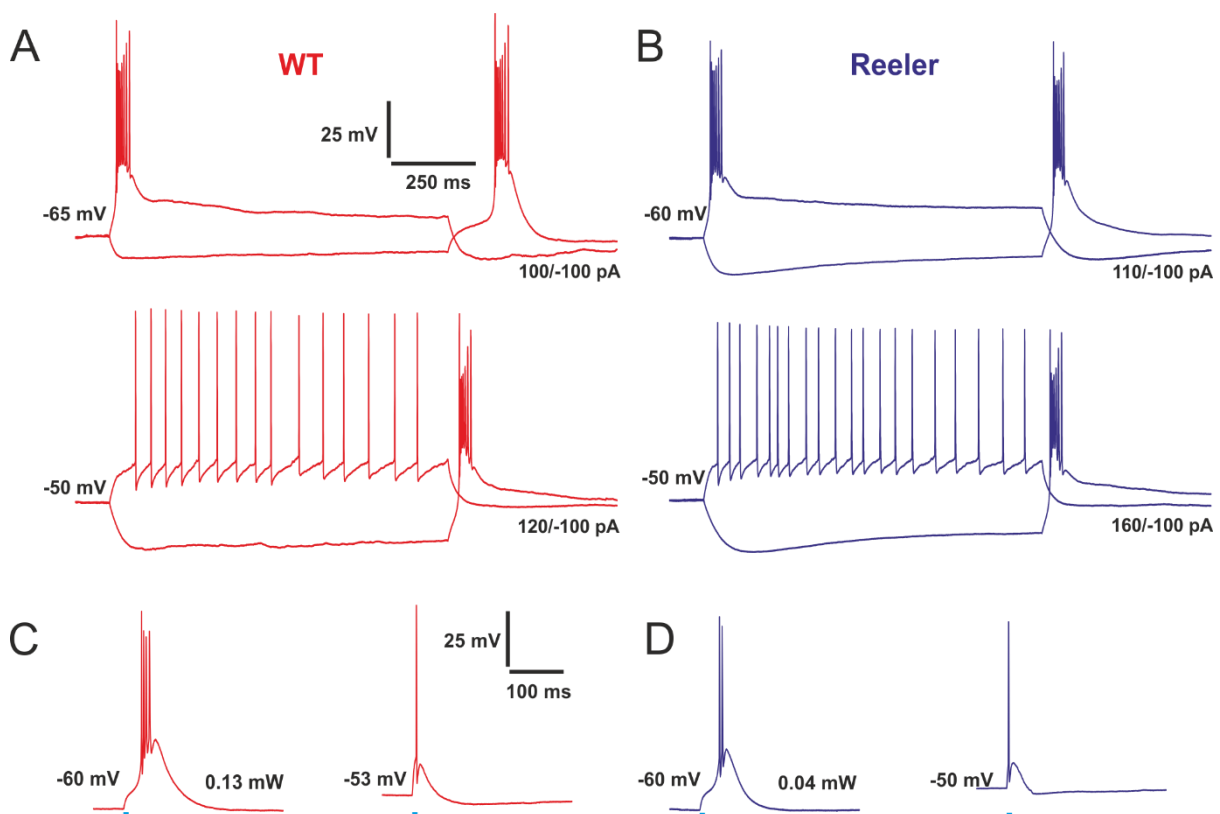 A
WT
25 mV
250 ms
-65 mV
100/-100 pA
-50 mV
120/-100 pA
B
Reeler
-60 mV
110/-100 pA
-50 mV
160/-100 pA
C
25 mV
100 ms
-60 mV
0.13 mW
-53 mV
D
-60 mV
0.04 mW
-50 mV